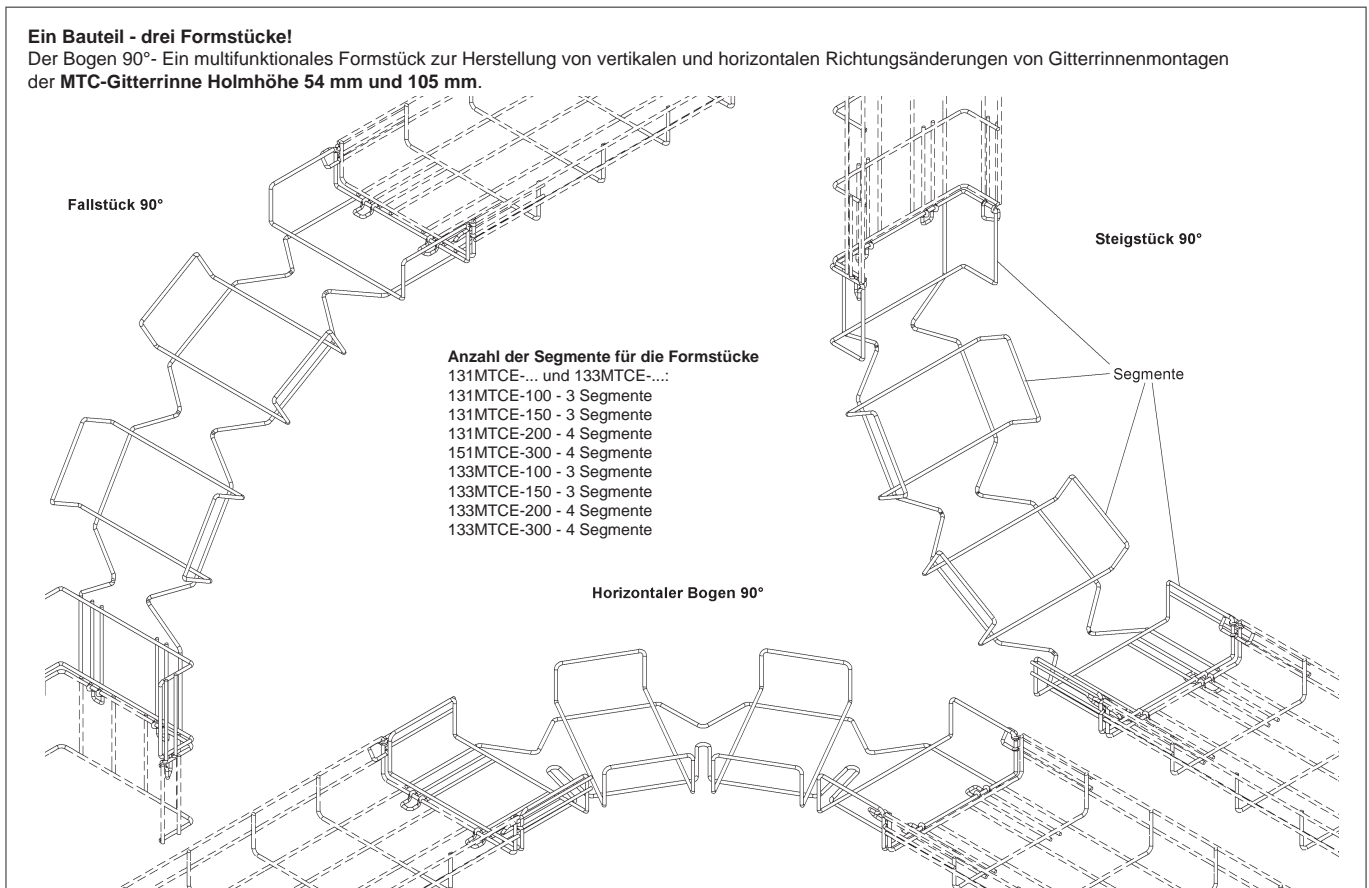 Ein Bauteil - drei Formstücke!
Der Bogen 90°- Ein multifunktionales Formstück zur Herstellung von vertikalen und horizontalen Richtungsänderungen von Gitterrinnenmontagen
der MTC-Gitterrinne Holmhöhe 54 mm und 105 mm.
Fallstück 90°
Steigstück 90°
Anzahl der Segmente für die Formstücke
131MTCE-... und 133MTCE-...:
131MTCE-100 - 3 Segmente
131MTCE-150 - 3 Segmente
131MTCE-200 - 4 Segmente
151MTCE-300 - 4 Segmente
133MTCE-100 - 3 Segmente
133MTCE-150 - 3 Segmente
133MTCE-200 - 4 Segmente
133MTCE-300 - 4 Segmente
Segmente
Horizontaler Bogen 90°